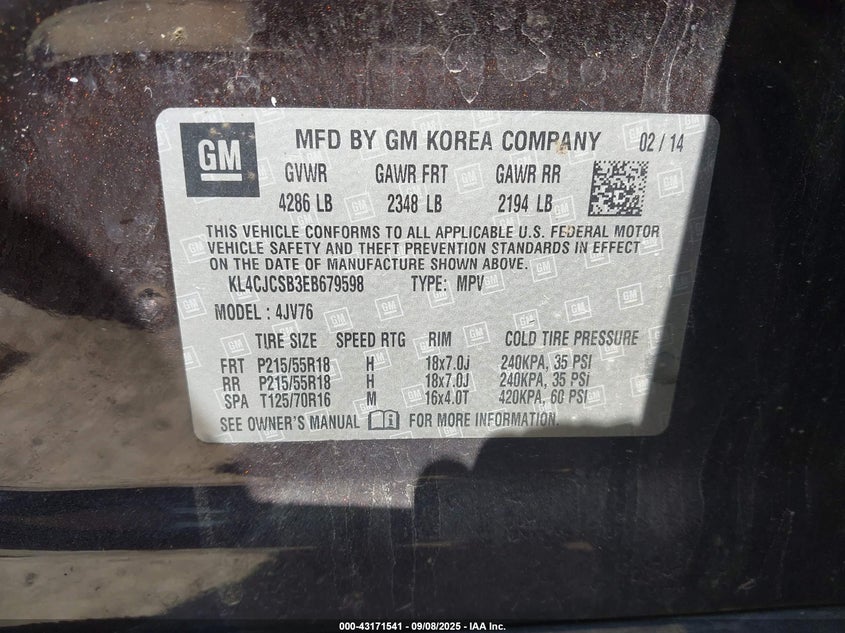 GM MFD BY GM KOREA COMPANY 02 / 14
GVWR GAWR FRT GAWR RR
4286 LB 2348 LB 2194 LB
THIS VEHICLE CONFORMS TO ALL APPLICABLE U.S. FEDERAL MOTOR
VEHICLE SAFETY AND THEFT PREVENTION STANDARDS IN EFFECT
ON THE DATE OF MANUFACTURE SHOWN ABOVE.
KL4CJCSB3EB679598 TYPE: MPV
MODEL : 4JV76
TIRE SIZE SPEED RTG RIM COLD TIRE PRESSURE
FRT P215/55R18 H 18x7.0J 240KPA, 35 PSI
RR P215/55R18 H 18x7.0J 240KPA, 35 PSI
SPA T125/70R16 M 16x4.0T 420KPA, 60 PSI
SEE OWNER'S MANUAL i FOR MORE INFORMATION.
000-43171541 - 09/08/2025 - IAA Inc.